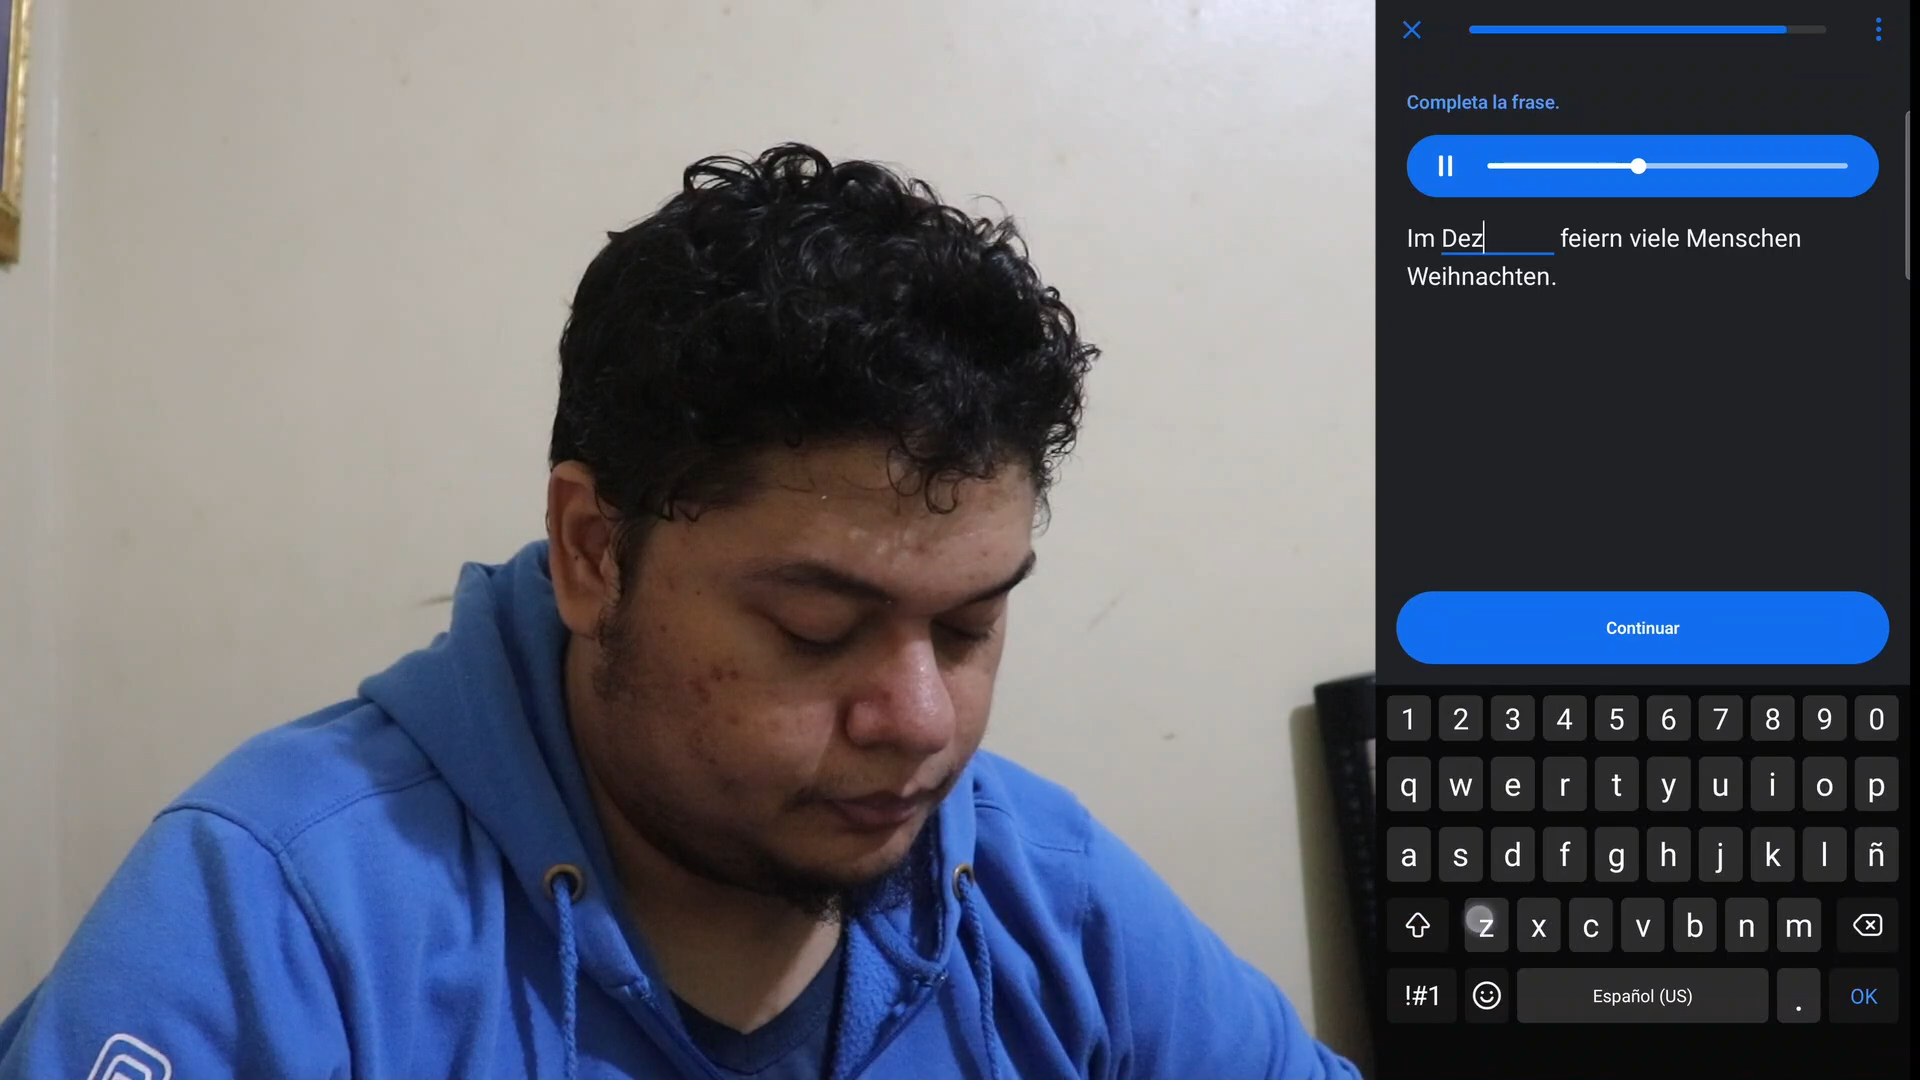 Completa la frase.
Im Dez feiern viele Menschen
Weihnachten.
Continuar
1 2 3 4 5 6 7 8 9 0
q w e r t y u i o p
a s d f g h j k l ñ
z x c v b n m
!#1 Español (US) . OK